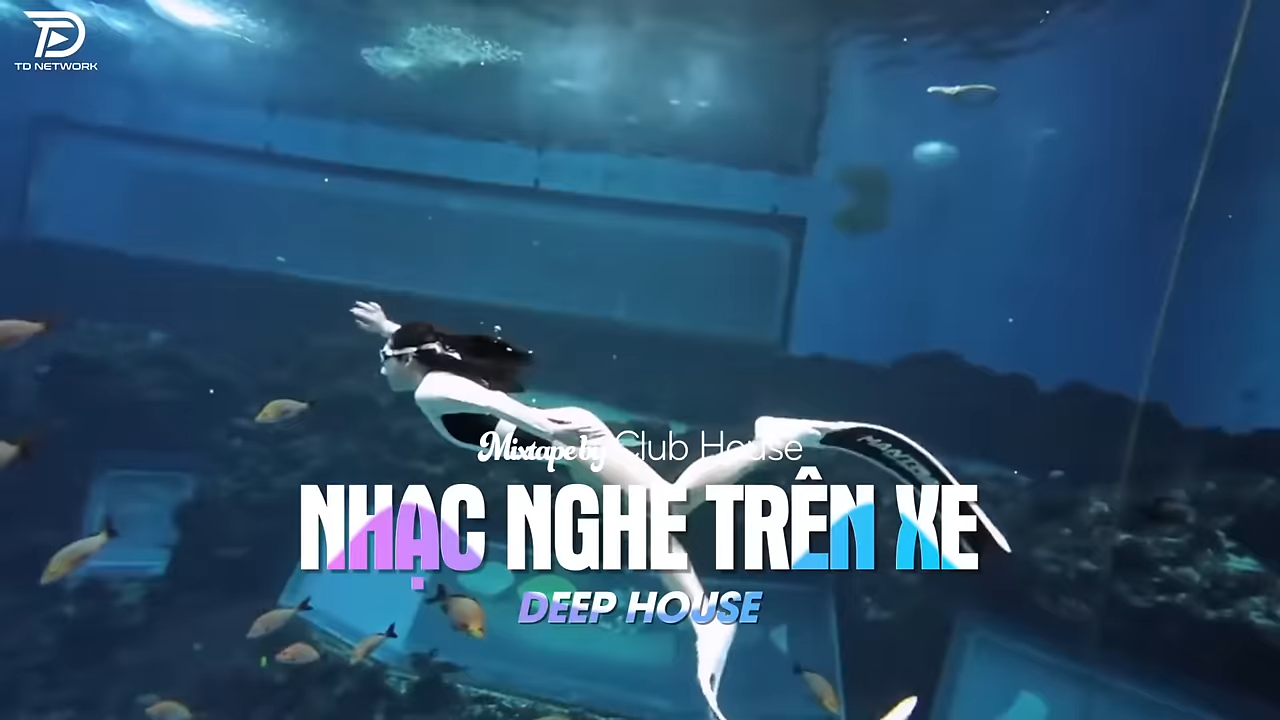 TD NETWORK
Mixtape by Club House
NHẠC NGHE TRÊN XE
DEEP HOUSE